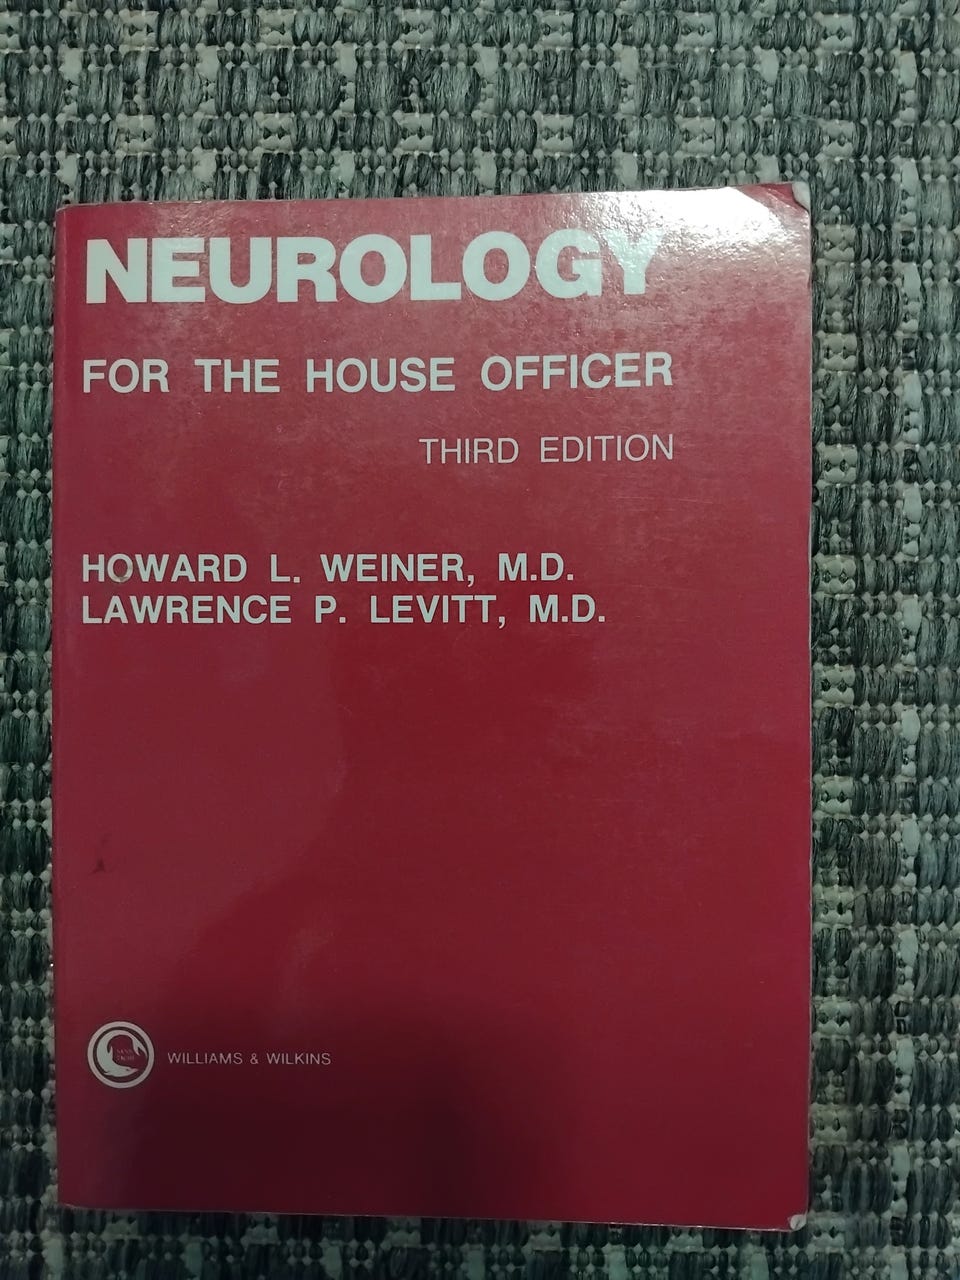 NEUROLOGY
FOR THE HOUSE OFFICER
THIRD EDITION
HOWARD L. WEINER, M.D.
LAWRENCE P. LEVITT, M.D.
WILLIAMS & WILKINS